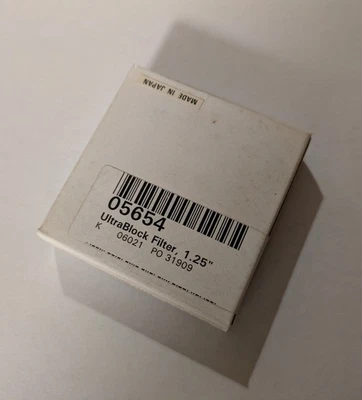 MADE IN JAPAN
05654
UltraBlock Filter, 1.25"
K 06021 PO 31909